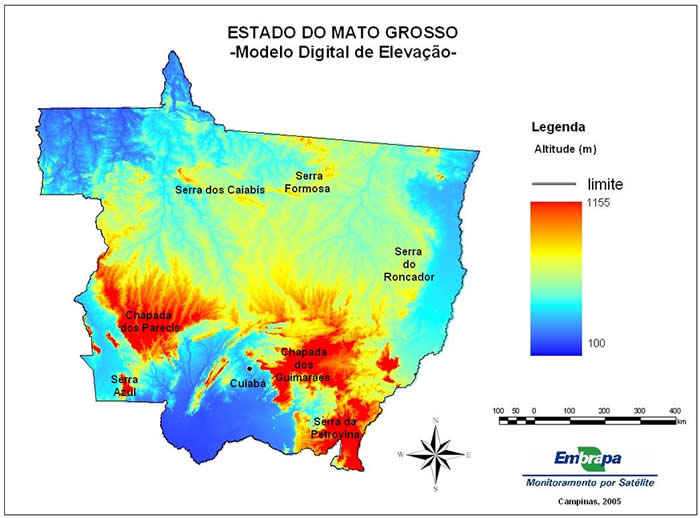 ESTADO DO MATO GROSSO
-Modelo Digital de Elevação-
Legenda
Altitude (m)
limite
1155
100
Serra dos Caiabis
Serra
Formosa
Serra
do
Roncador
Chapada
dos Parecis
Chapada
dos
Guimarães
Serra
Azul
Cuiabá
Serra da
Petrovina
100 50 0 100 200 300 400
km
N
W E
S
Embrapa
Monitoramento por Satélite
Campinas, 2005